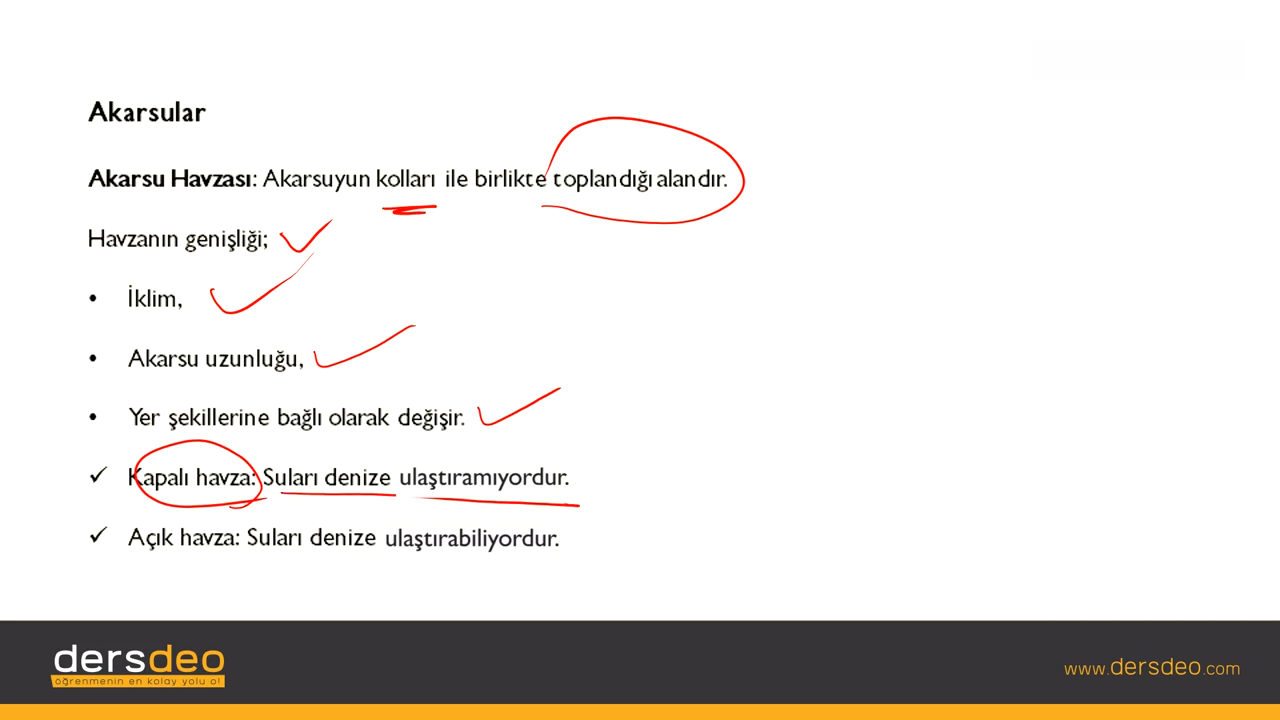 Akarsular
Akarsu Havzası: Akarsuyun kolları ile birlikte toplandığı alandır.
Havzanın genişliği;
• İklim,
• Akarsu uzunluğu,
• Yer şekillerine bağlı olarak değişir.
✓ Kapalı havza: Suları denize ulaştıramıyordur.
✓ Açık havza: Suları denize ulaştırabiliyordur.
dersdeo
öğrenmenin en kolay yolu o!
www.dersdeo.com